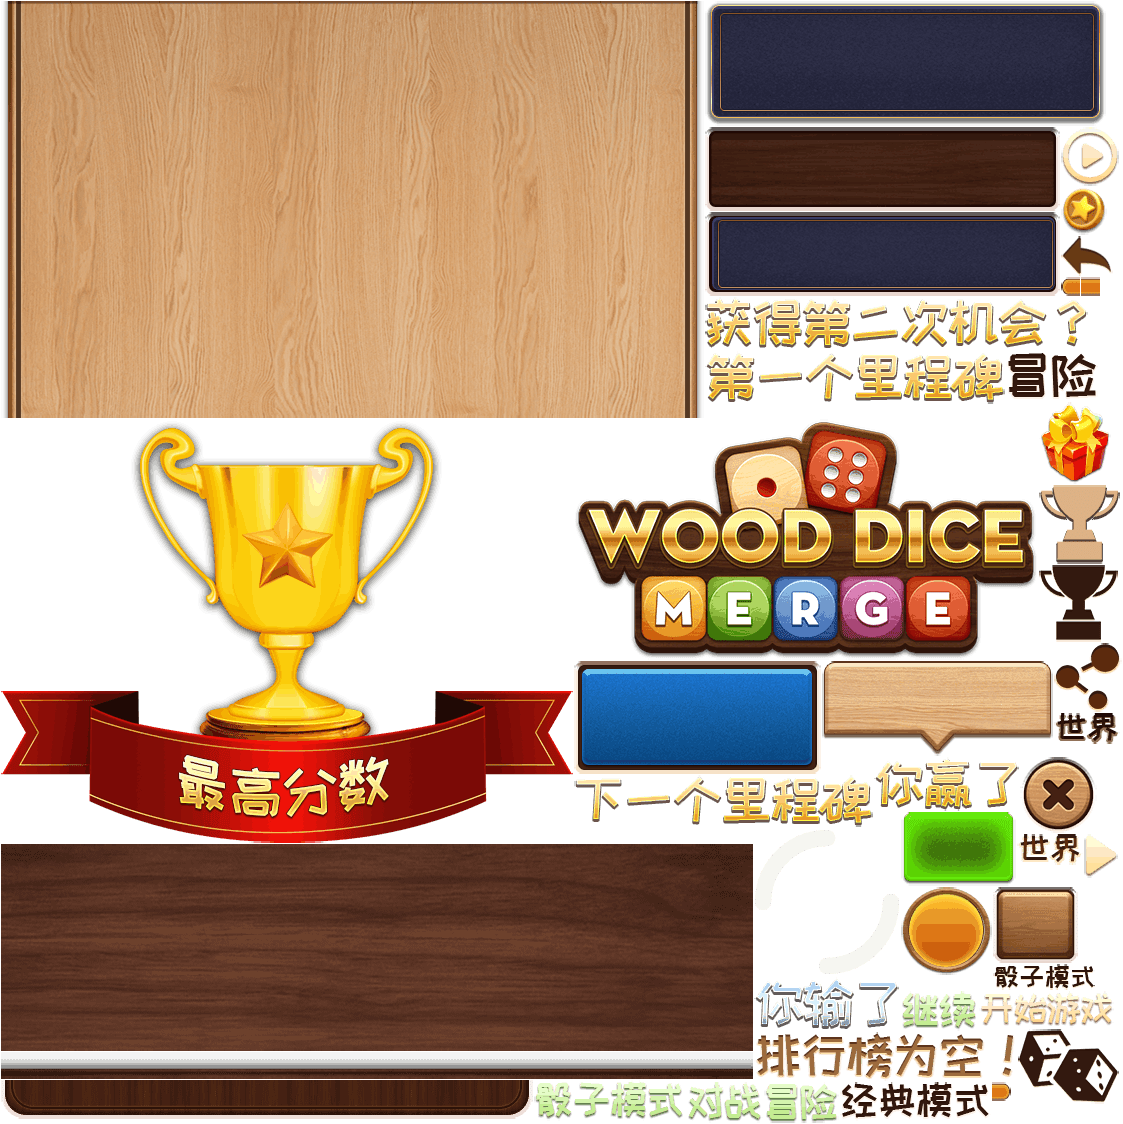 获得第二次机会？
第一个里程碑
冒险
WOOD DICE
MERGE
世界
最高分数
下一个里程碑
你赢了
世界
骰子模式
你输了
继续
开始游戏
排行榜为空！
骰子模式
对战
冒险
经典模式